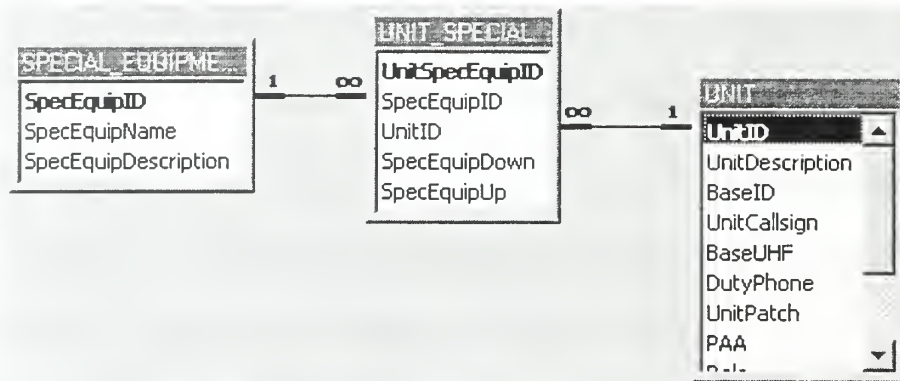 SPECIAL_EQUIPME...
SpecEquipID
SpecEquipName
SpecEquipDescription
1 ∞
UNIT_SPECIAL
UnitSpecEquipID
SpecEquipID
UnitID
SpecEquipDown
SpecEquipUp
∞ 1
UNIT
UnitID
UnitDescription
BaseID
UnitCallsign
BaseUHF
DutyPhone
UnitPatch
PAA